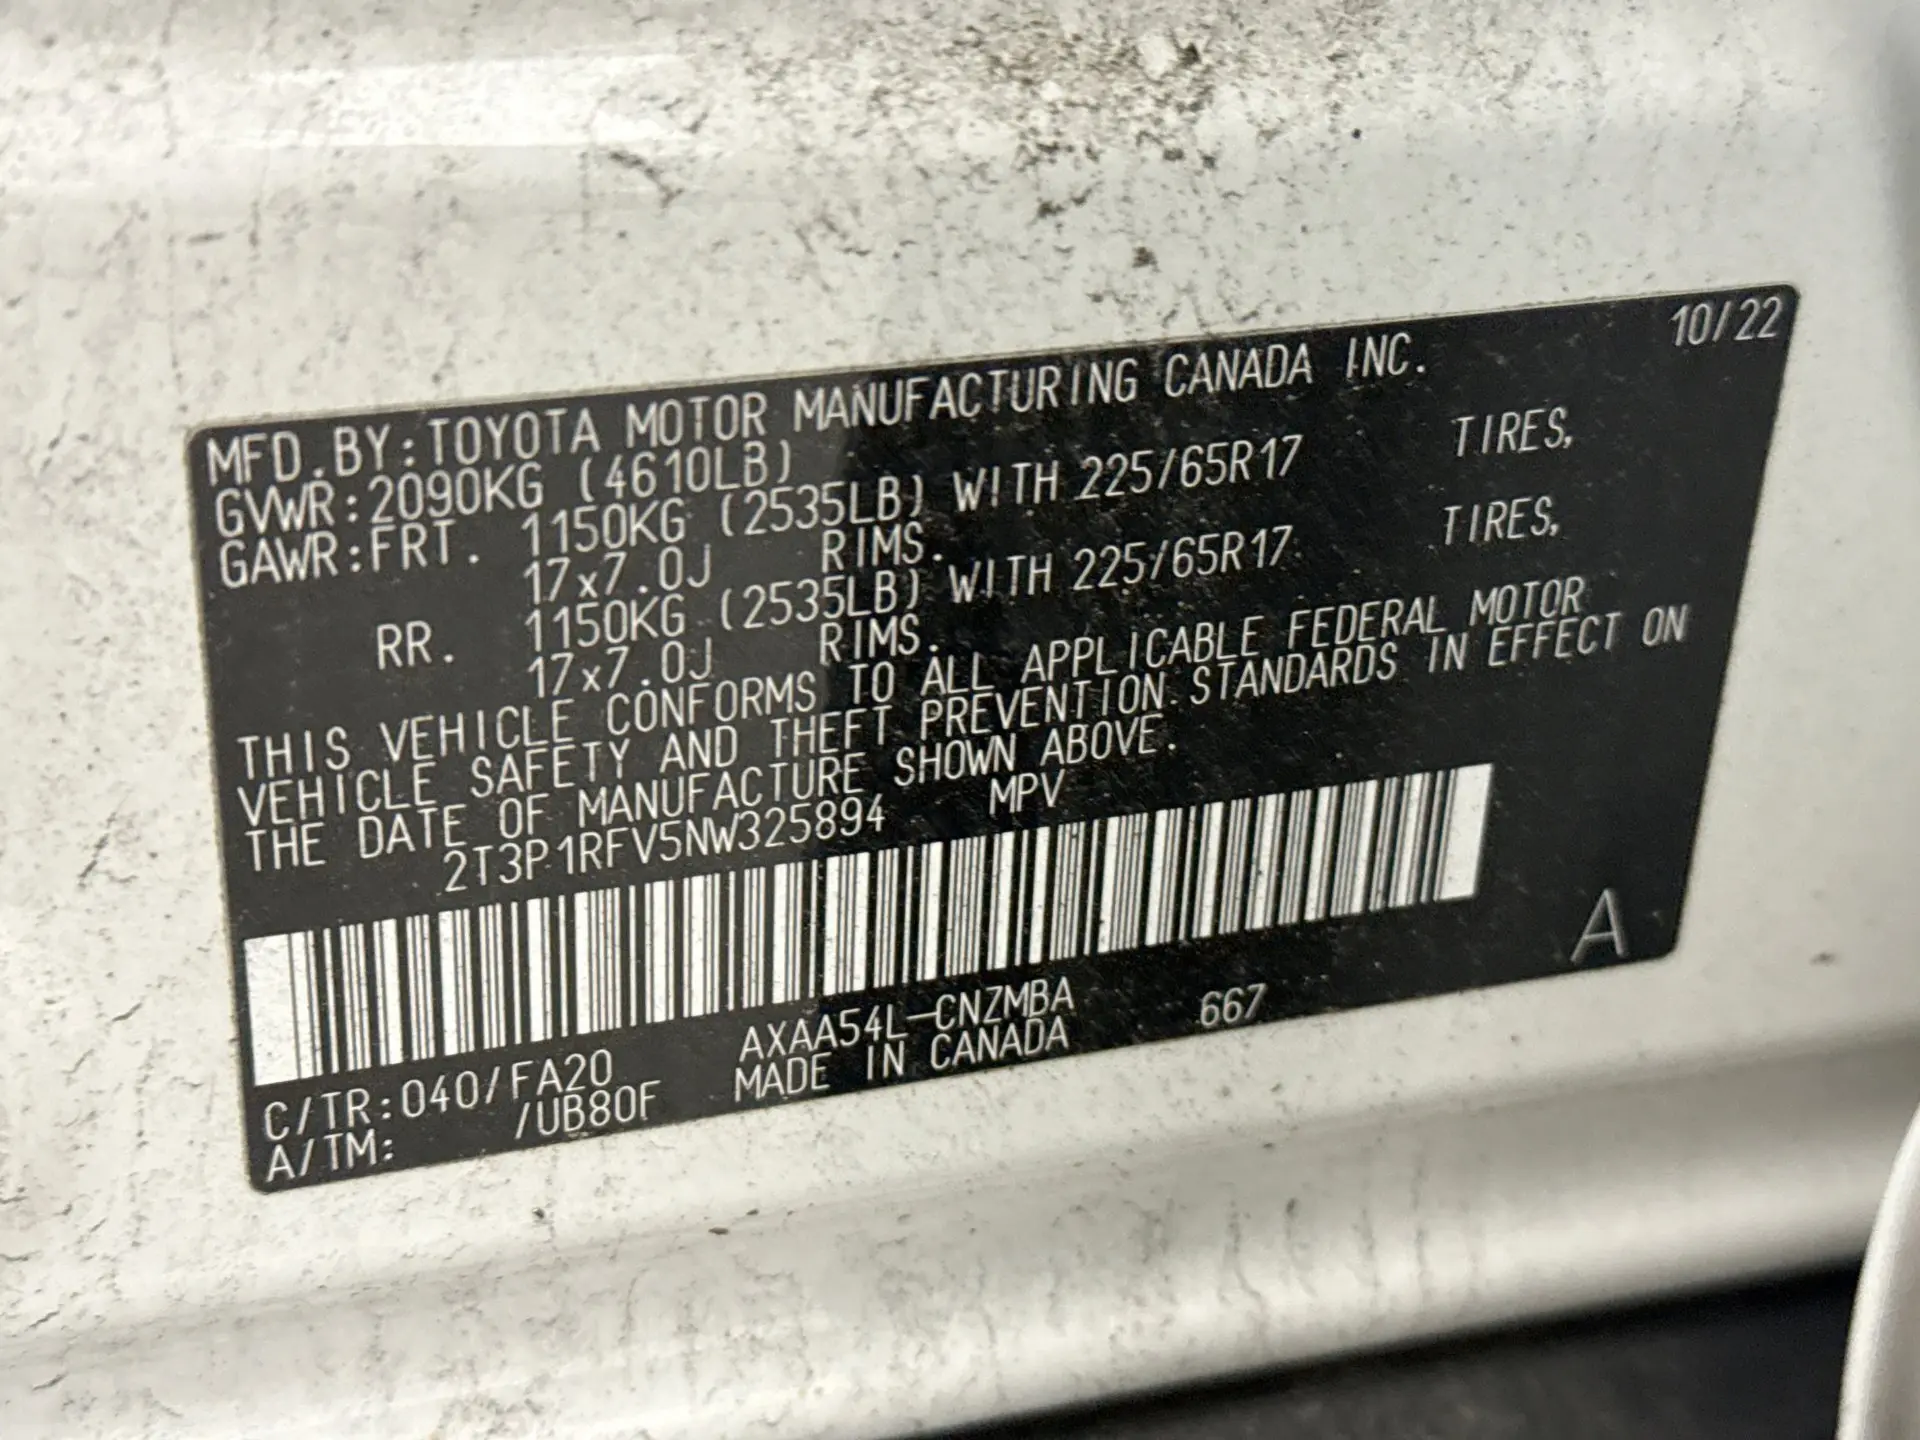 10/22
MFD.BY:TOYOTA MOTOR MANUFACTURING CANADA INC.
GVWR:2090KG (4610LB)
GAWR:FRT. 1150KG (2535LB) WITH 225/65R17 TIRES,
17x7.0J RIMS.
RR. 1150KG (2535LB) WITH 225/65R17 TIRES,
17x7.0J RIMS.
THIS VEHICLE CONFORMS TO ALL APPLICABLE FEDERAL MOTOR
VEHICLE SAFETY AND THEFT PREVENTION STANDARDS IN EFFECT ON
THE DATE OF MANUFACTURE SHOWN ABOVE.
2T3P1RFV5NW325894 MPV
A
C/TR:040/FA20 AXAA54L-CNZMBA 667
A/TM: /UB80F MADE IN CANADA